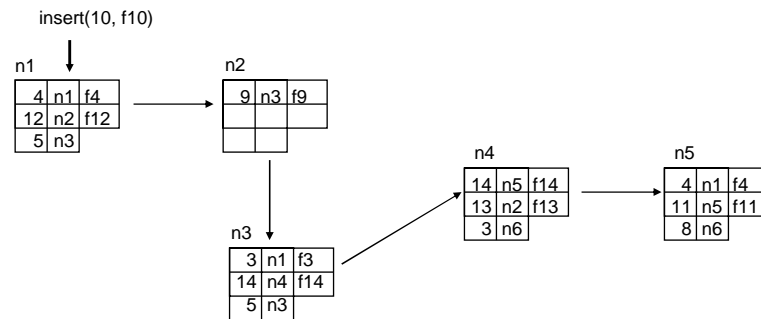 insert(10, f10)
n1
4 n1 f4
12 n2 f12
5 n3
n2
9 n3 f9
n3
3 n1 f3
14 n4 f14
5 n3
n4
14 n5 f14
13 n2 f13
3 n6
n5
4 n1 f4
11 n5 f11
8 n6